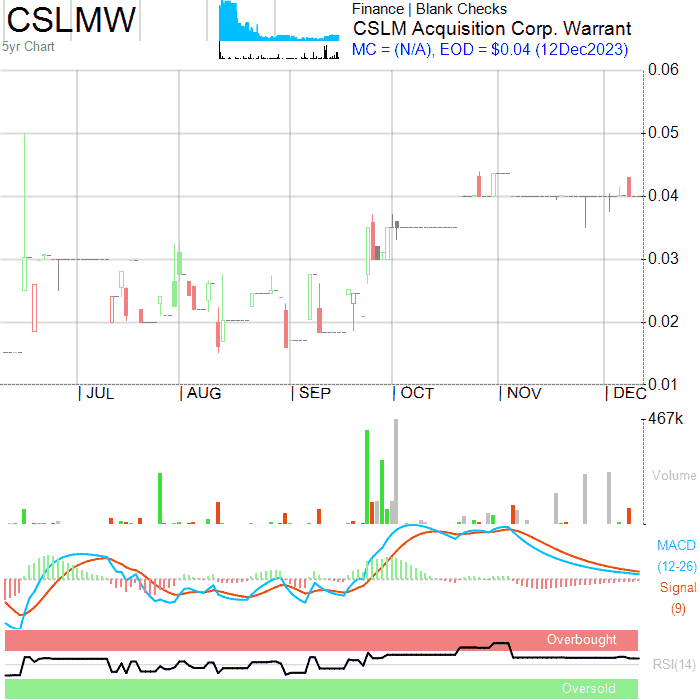 CSLMW
5yr Chart
Finance | Blank Checks
CSLM Acquisition Corp. Warrant
MC = (N/A), EOD = $0.04 (12Dec2023)
0.06
0.05
0.04
0.03
0.02
0.01
JUL
AUG
SEP
OCT
NOV
DEC
467k
Volume
MACD
(12-26)
Signal
(9)
Overbought
RSI(14)
Oversold